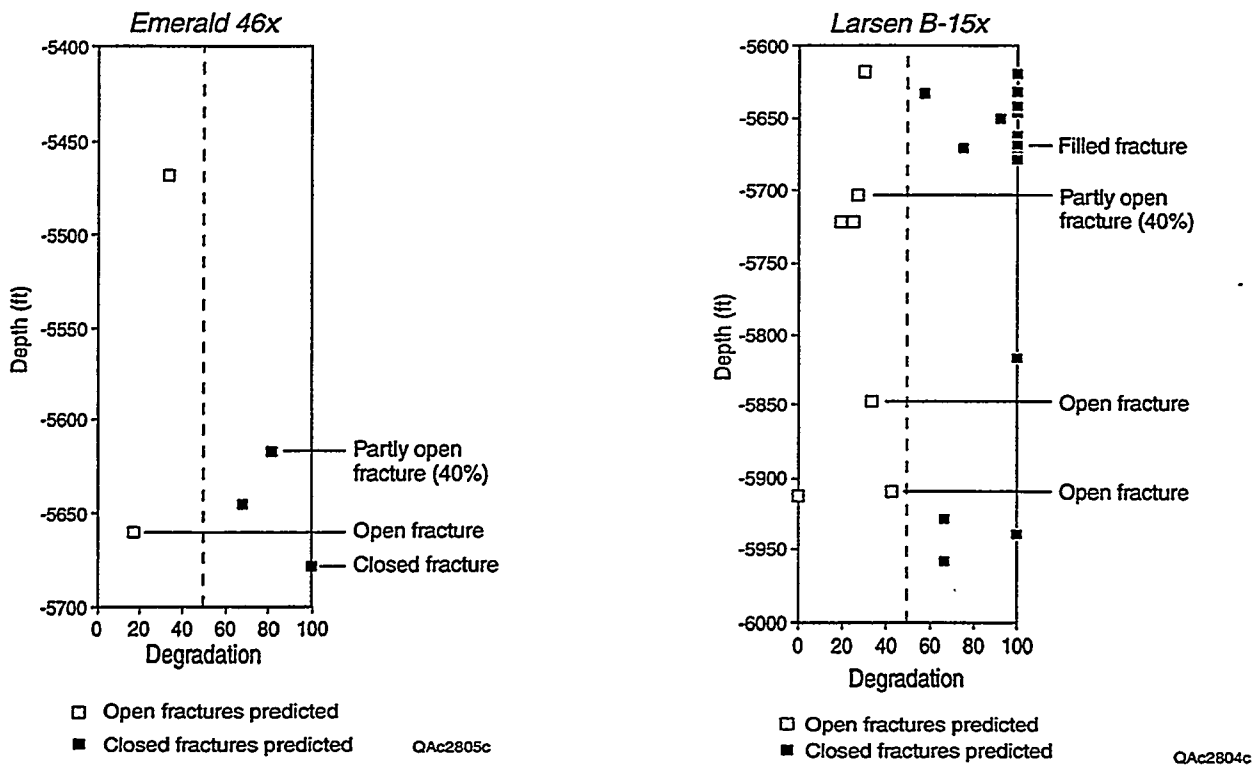 Emerald 46x
-5400
-5450
-5500
-5550
-5600
-5650
-5700
Depth (ft)
0 20 40 60 80 100
Degradation
Partly open
fracture (40%)
Open fracture
Closed fracture
Open fractures predicted
Closed fractures predicted
QAc2805c
Larsen B-15x
-5600
-5650
-5700
-5750
-5800
-5850
-5900
-5950
-6000
Depth (ft)
0 20 40 60 80 100
Degradation
Filled fracture
Partly open
fracture (40%)
Open fracture
Open fracture
Open fractures predicted
Closed fractures predicted
QAc2804c